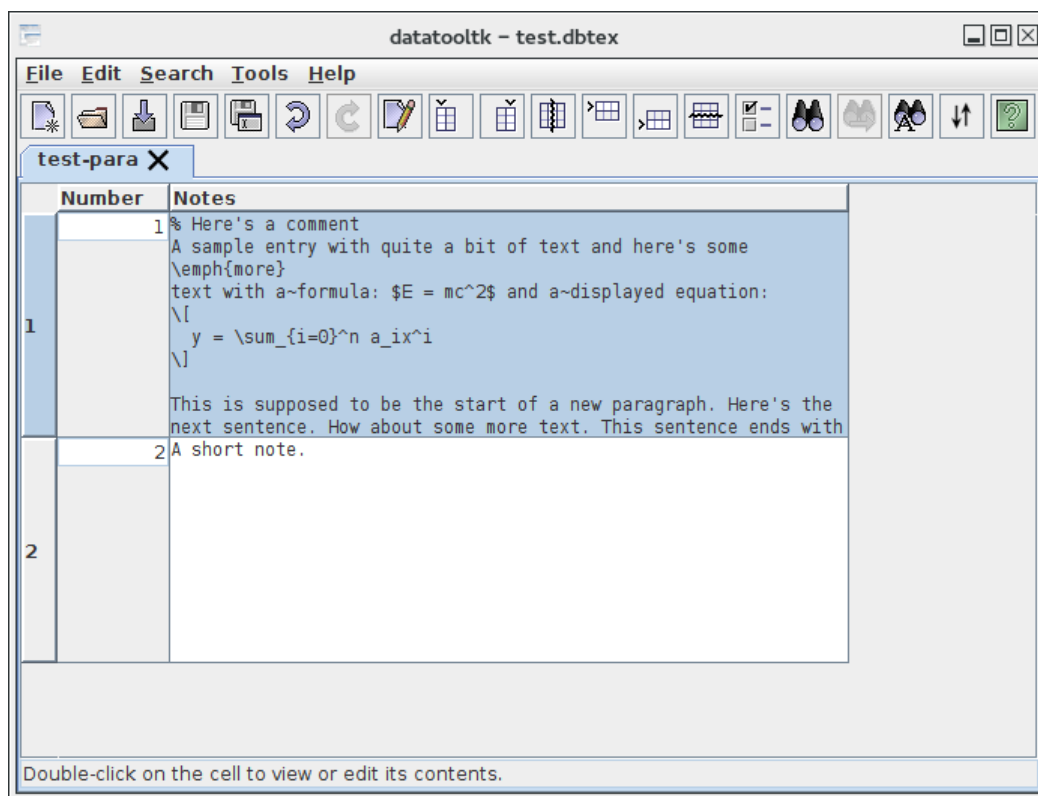 datatooltk – test.dbtex
File Edit Search Tools Help
test-para
Number Notes
1
1
% Here's a comment
A sample entry with quite a bit of text and here's some
\emph{more}
text with a~formula: $E = mc^2$ and a~displayed equation:
\[
  y = \sum_{i=0}^n a_ix^i
\]
This is supposed to be the start of a new paragraph. Here's the
next sentence. How about some more text. This sentence ends with
2
2
A short note.
Double-click on the cell to view or edit its contents.